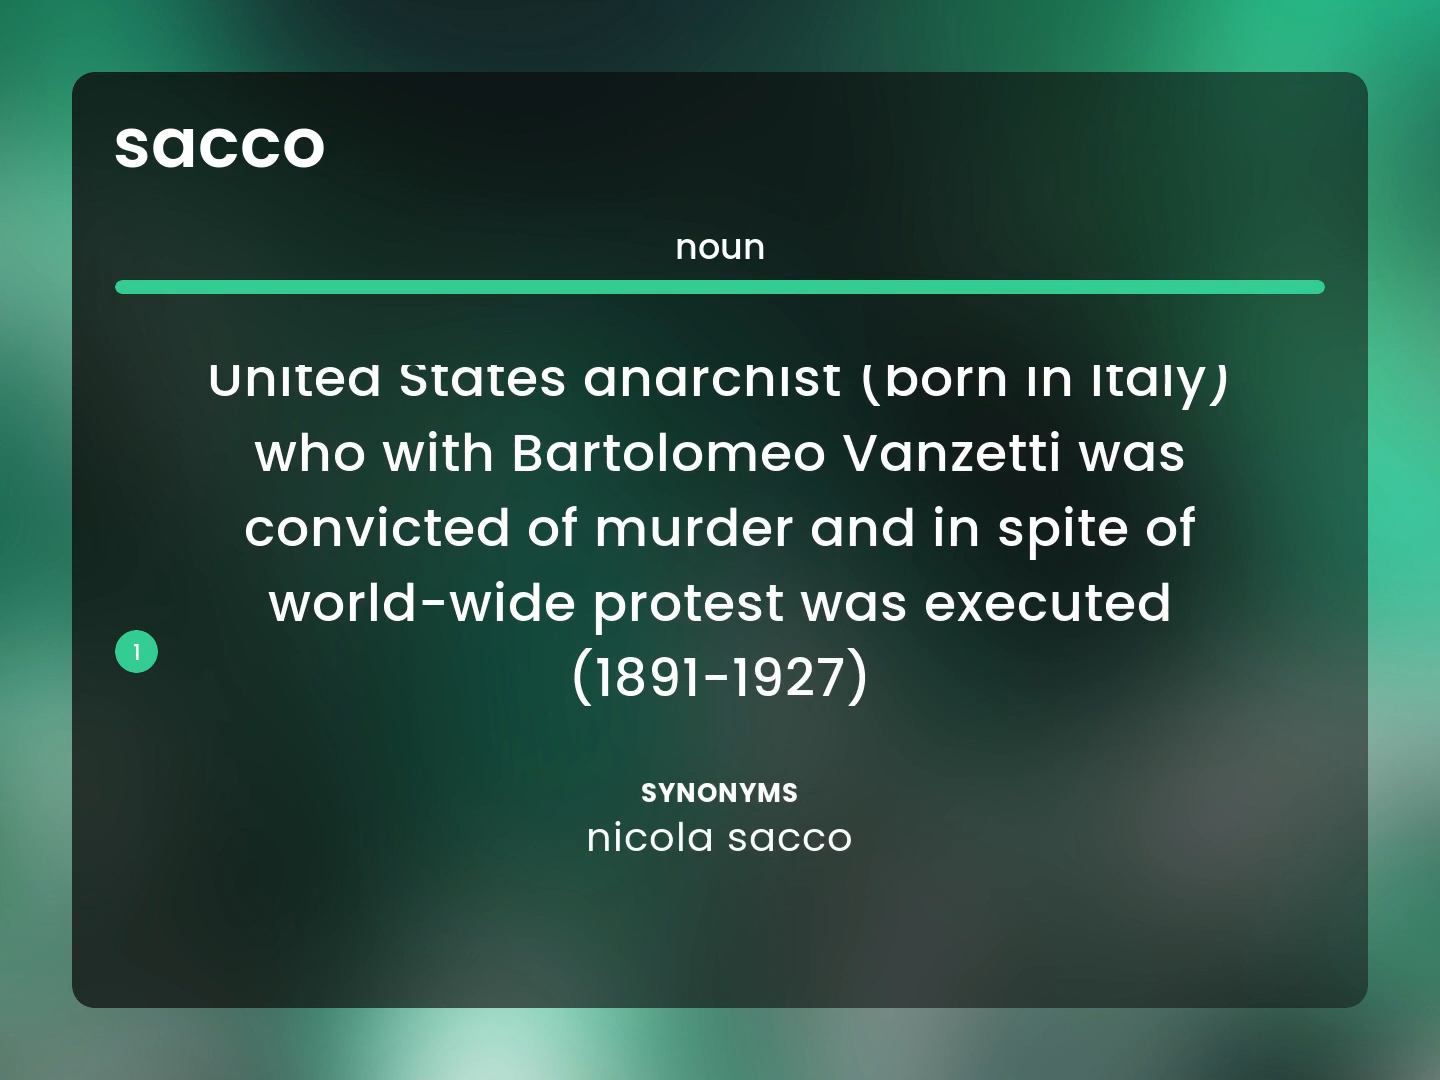 sacco
noun
United States anarchist (born in Italy)
who with Bartolomeo Vanzetti was
convicted of murder and in spite of
world-wide protest was executed
1
(1891-1927)
SYNONYMS
nicola sacco